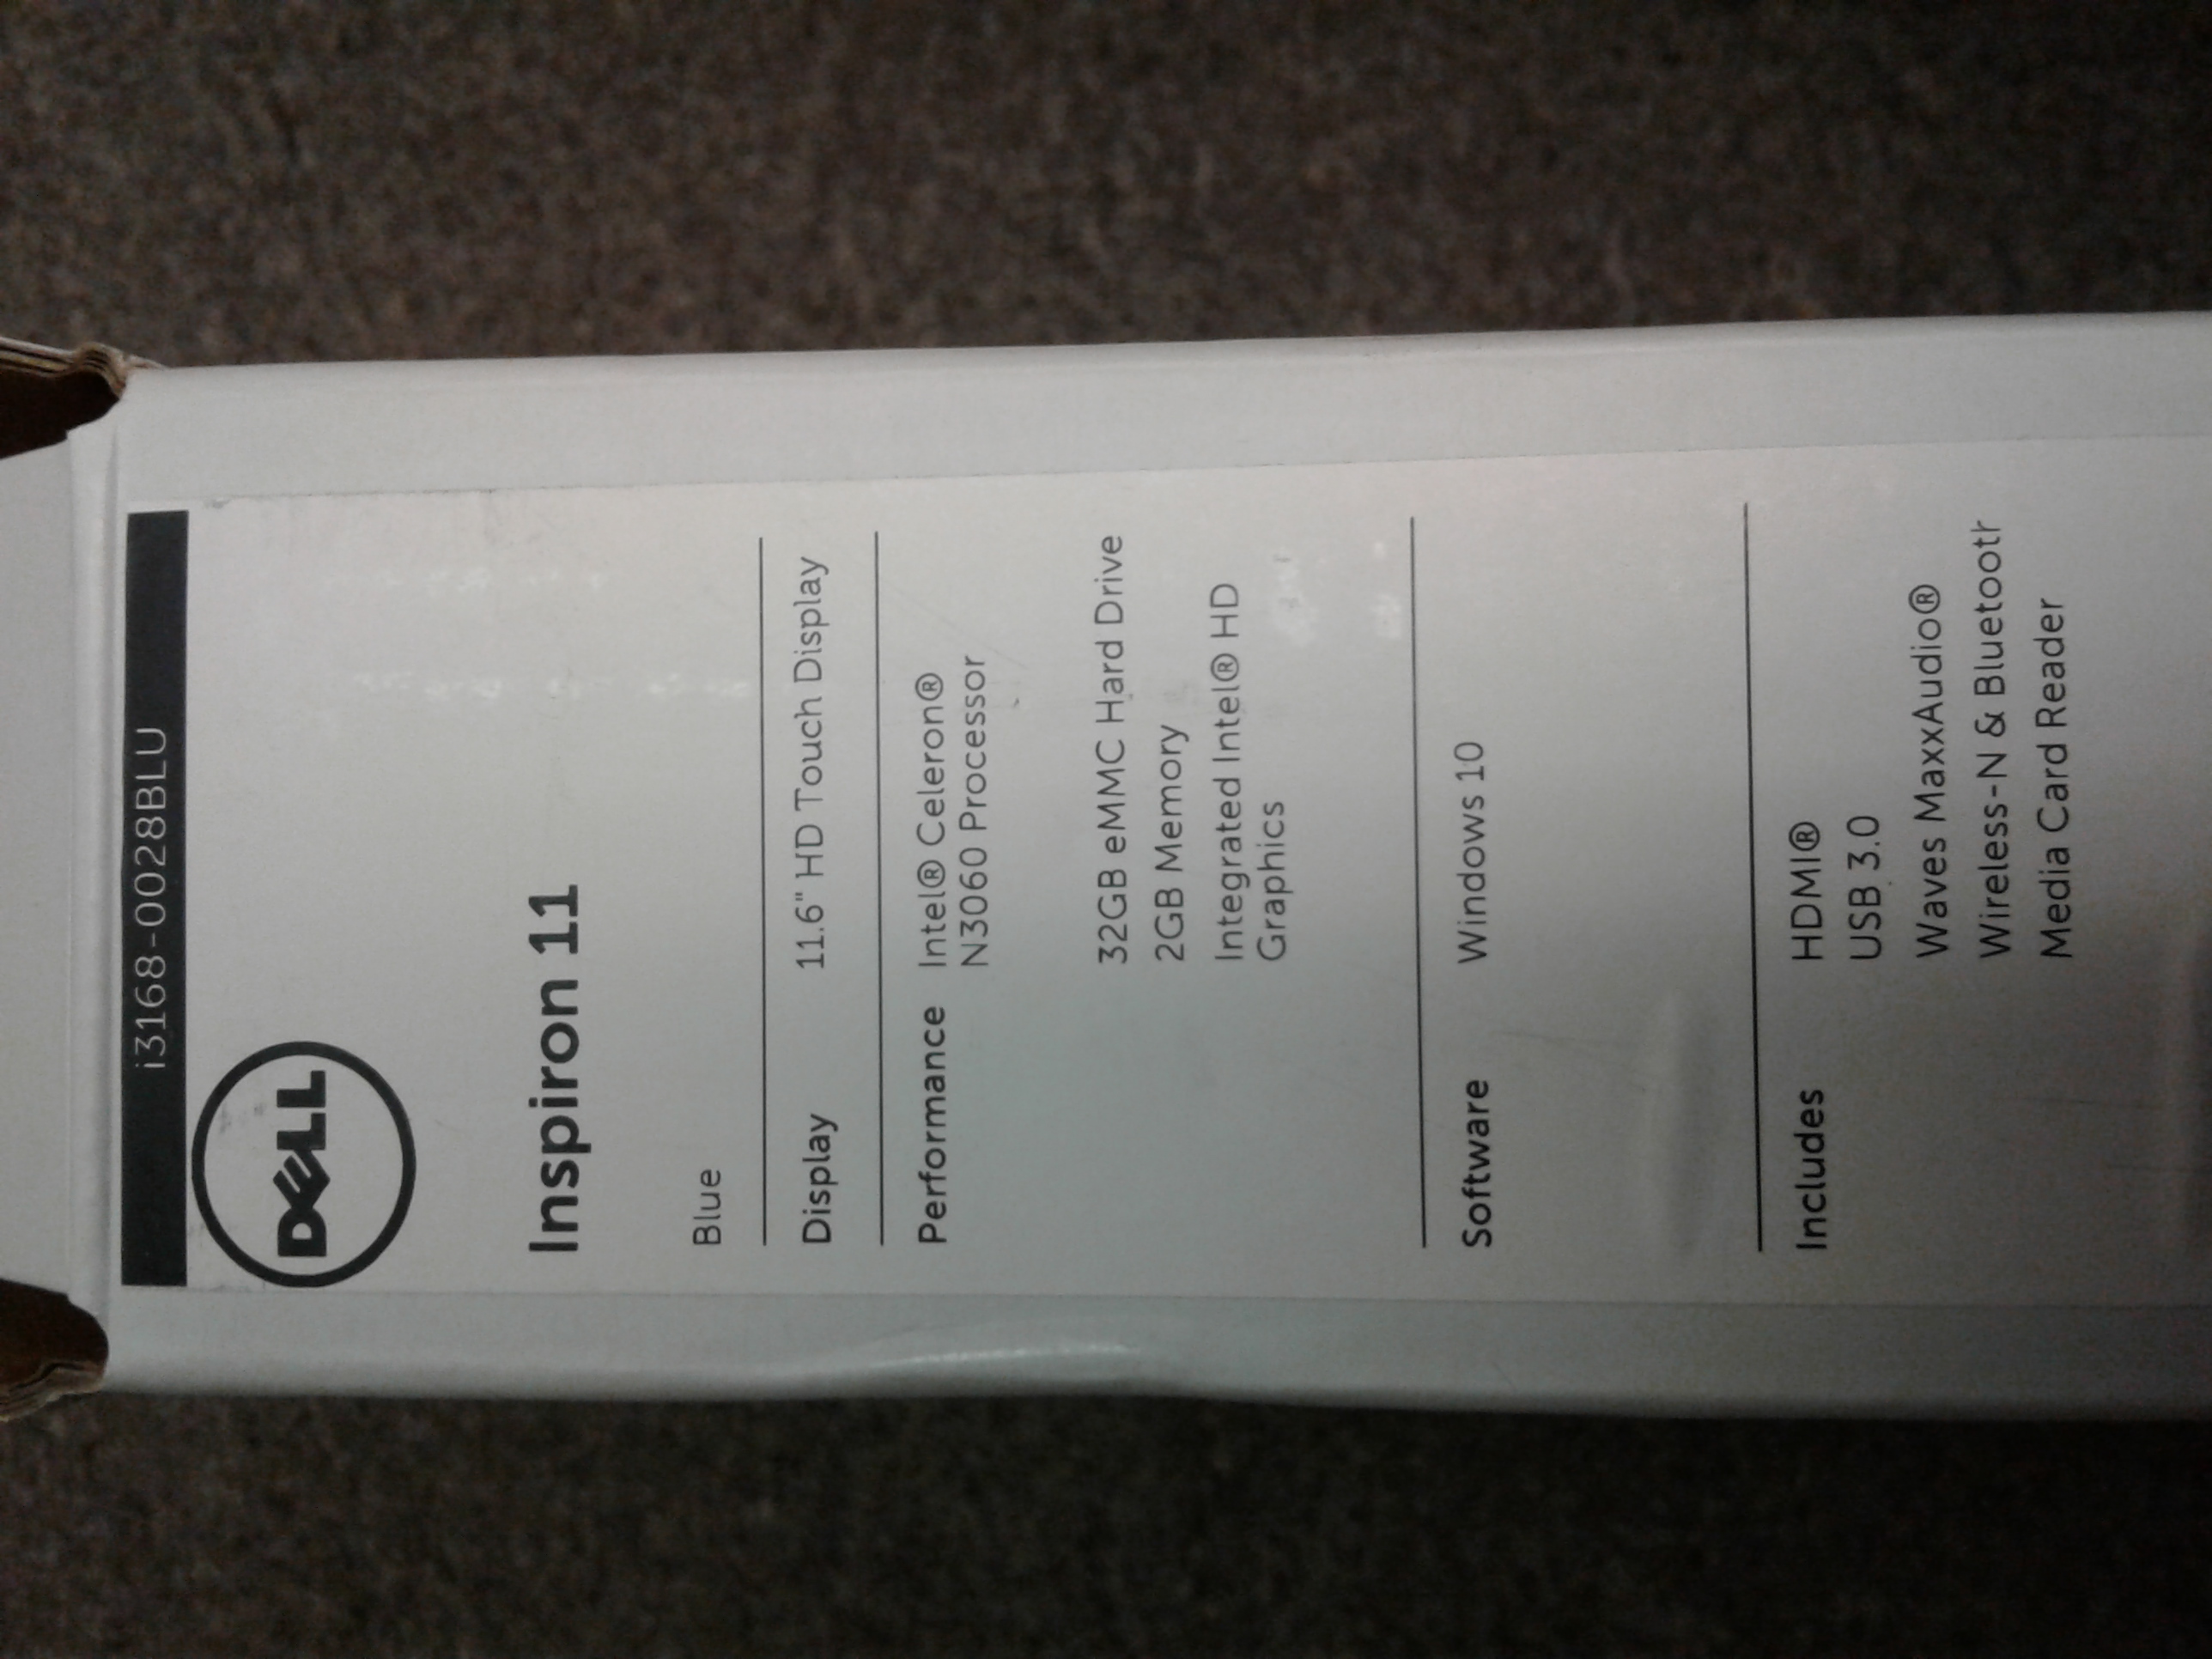 i3168-0028BLU
DELL
Inspiron 11
Blue
Display 11.6" HD Touch Display
Performance Intel® Celeron®
N3060 Processor
32GB eMMC Hard Drive
2GB Memory
Integrated Intel® HD
Graphics
Software Windows 10
Includes HDMI®
USB 3.0
Waves MaxxAudio®
Wireless-N & Bluetooth
Media Card Reader